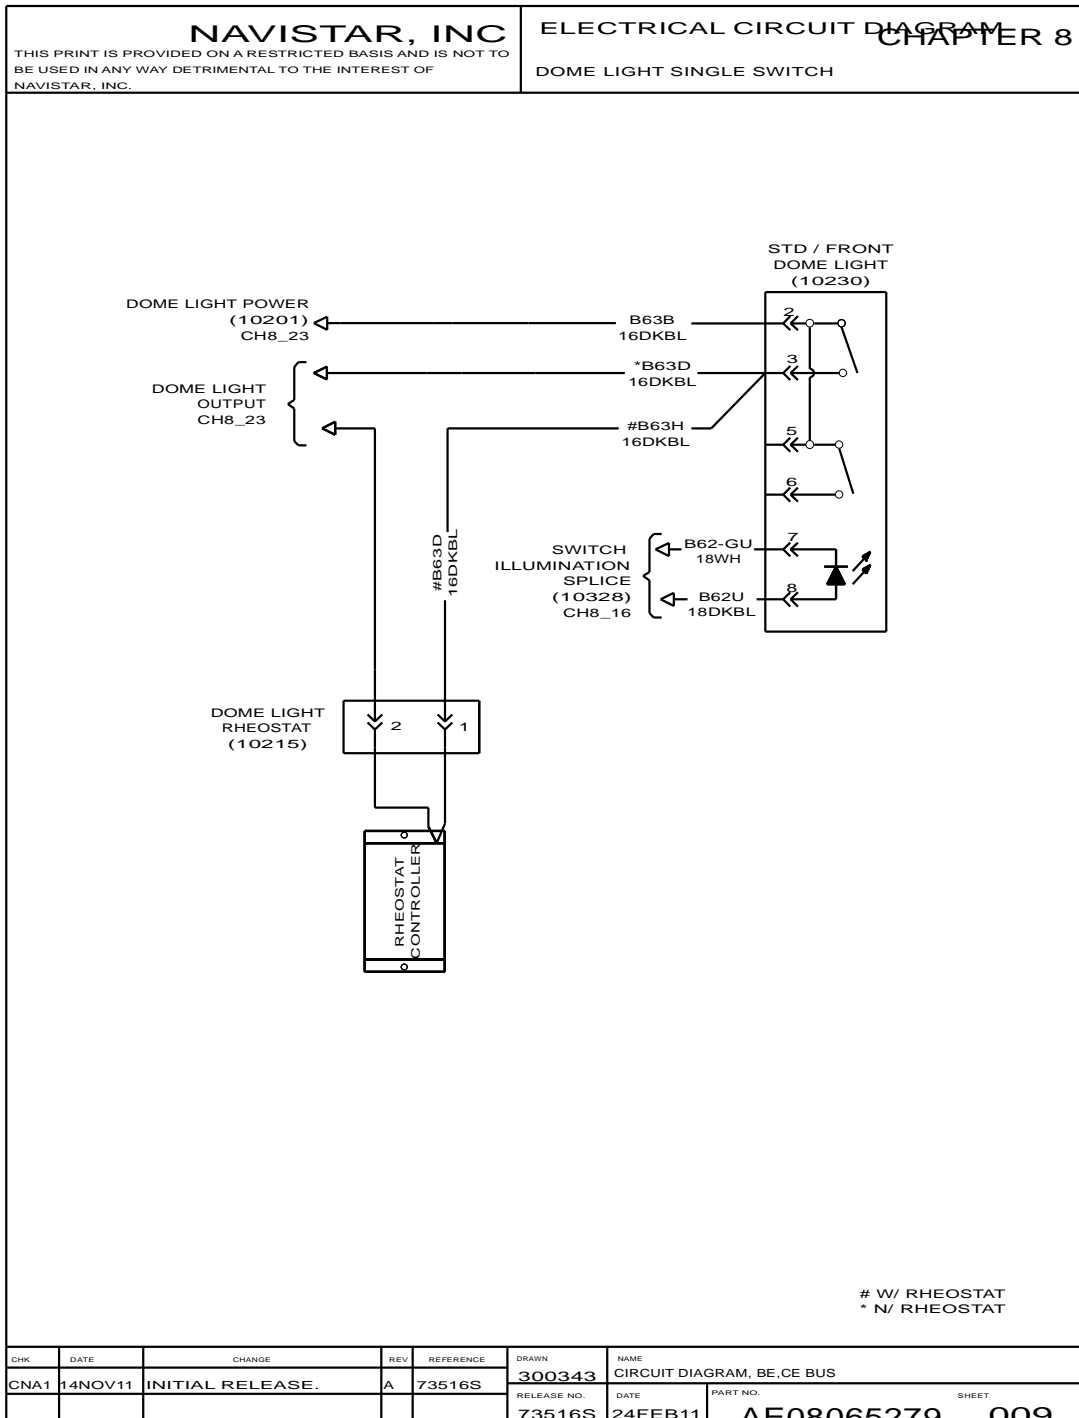 NAVISTAR, INC
THIS PRINT IS PROVIDED ON A RESTRICTED BASIS AND IS NOT TO
BE USED IN ANY WAY DETRIMENTAL TO THE INTEREST OF
NAVISTAR, INC.
ELECTRICAL CIRCUIT DIAGRAM
CHAPTER 8
DOME LIGHT SINGLE SWITCH
STD / FRONT
DOME LIGHT
(10230)
DOME LIGHT POWER
(10201)
CH8_23
B63B
16DKBL
2
DOME LIGHT
OUTPUT
CH8_23
*B63D
16DKBL
3
#B63H
16DKBL
5
6
#B63D
16DKBL
SWITCH
ILLUMINATION
SPLICE
(10328)
CH8_16
B62-GU
18WH
7
B62U
18DKBL
8
DOME LIGHT
RHEOSTAT
(10215)
2
1
RHEOSTAT
CONTROLLER
# W/ RHEOSTAT
* N/ RHEOSTAT
CHK DATE CHANGE REV REFERENCE
CNA1 14NOV11 INITIAL RELEASE. A 73516S
DRAWN
300343
NAME
CIRCUIT DIAGRAM, BE,CE BUS
RELEASE NO.
73516S
DATE
24FEB11
PART NO.
AE08065279
SHEET
009